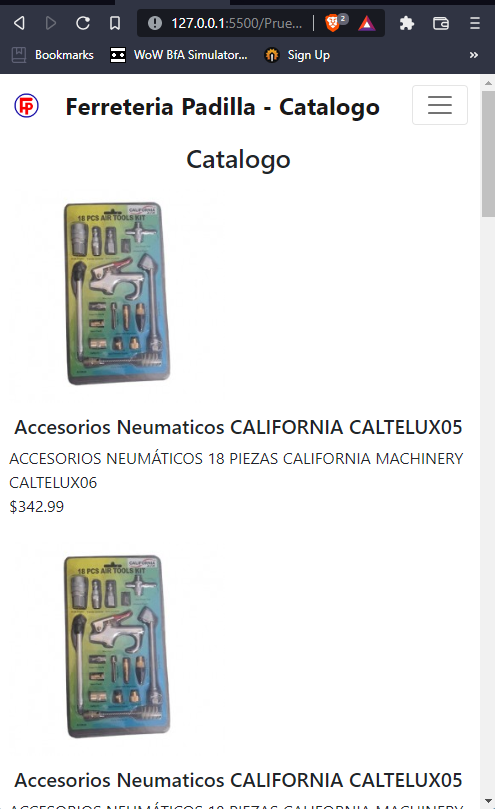 127.0.0.1:5500/Prue...
2
Bookmarks
WoW BfA Simulator...
Sign Up
»
FP
Ferreteria Padilla - Catalogo
Catalogo
CALIFORNIA
18 PCS AIR TOOLS KIT
Accesorios Neumaticos CALIFORNIA CALTELUX05
ACCESORIOS NEUMÁTICOS 18 PIEZAS CALIFORNIA MACHINERY
CALTELUX06
$342.99
CALIFORNIA
18 PCS AIR TOOLS KIT
Accesorios Neumaticos CALIFORNIA CALTELUX05
ACCESORIOS NEUMÁTICOS 18 PIEZAS CALIFORNIA MACHINERY